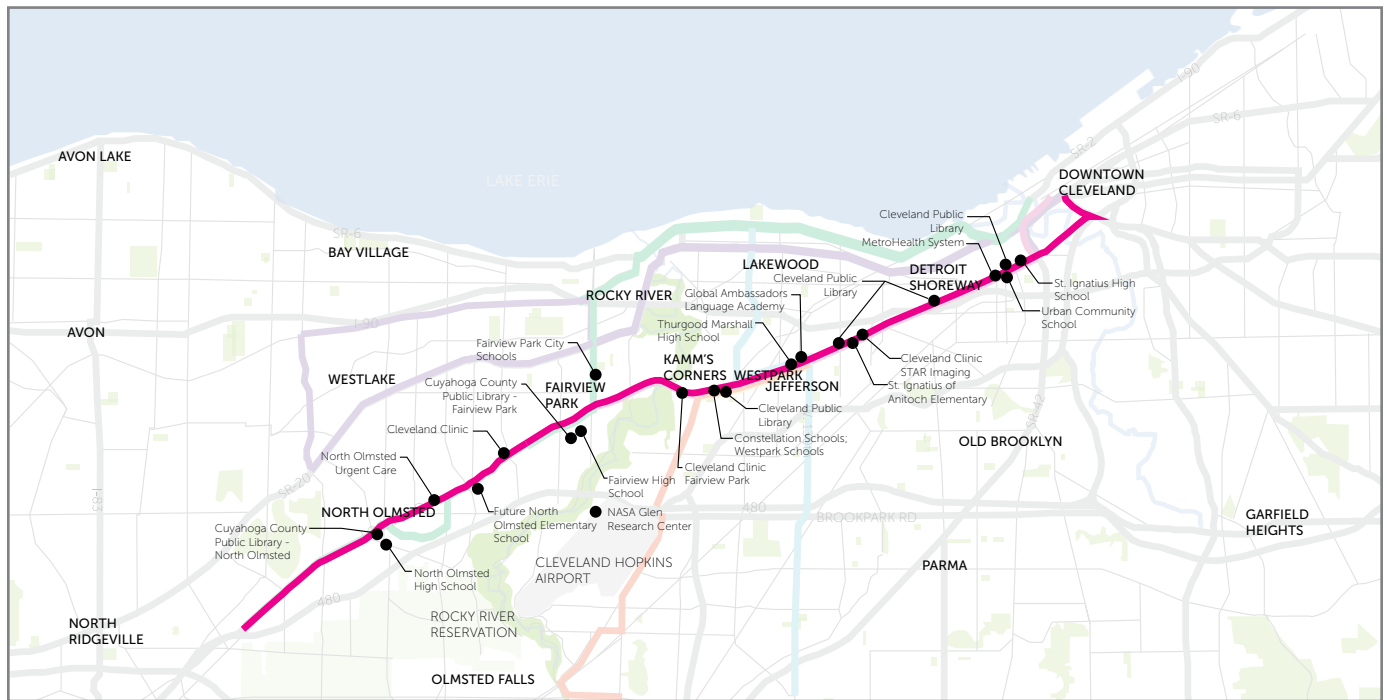 I-90
SR-6
SR-2
AVON LAKE
DOWNTOWN
CLEVELAND
LAKE ERIE
Cleveland Public
Library
MetroHealth System
SR-6
BAY VILLAGE
LAKEWOOD
DETROIT
SHOREWAY
Cleveland Public
Library
St. Ignatius High
School
Urban Community
School
ROCKY RIVER
Global Ambassadors
Language Academy
Thurgood Marshall
High School
AVON
I-90
Fairview Park City
Schools
KAMM'S
CORNERS
WESTPARK
JEFFERSON
Cleveland Clinic
STAR Imaging
St. Ignatius of
Anitoch Elementary
WESTLAKE
Cuyahoga County
Public Library -
Fairview Park
FAIRVIEW
PARK
Cleveland Public
Library
SR-42
Cleveland Clinic
Constellation Schools;
Westpark Schools
OLD BROOKLYN
North Olmsted
Urgent Care
Cleveland Clinic
Fairview Park
Fairview High
School
SR-20
I-83
NORTH OLMSTED
Future North
Olmsted Elementary
School
NASA Glen
Research Center
480
BROOKPARK RD
GARFIELD
HEIGHTS
Cuyahoga County
Public Library -
North Olmsted
CLEVELAND HOPKINS
AIRPORT
PARMA
North Olmsted
High School
480
ROCKY RIVER
RESERVATION
NORTH
RIDGEVILLE
OLMSTED FALLS